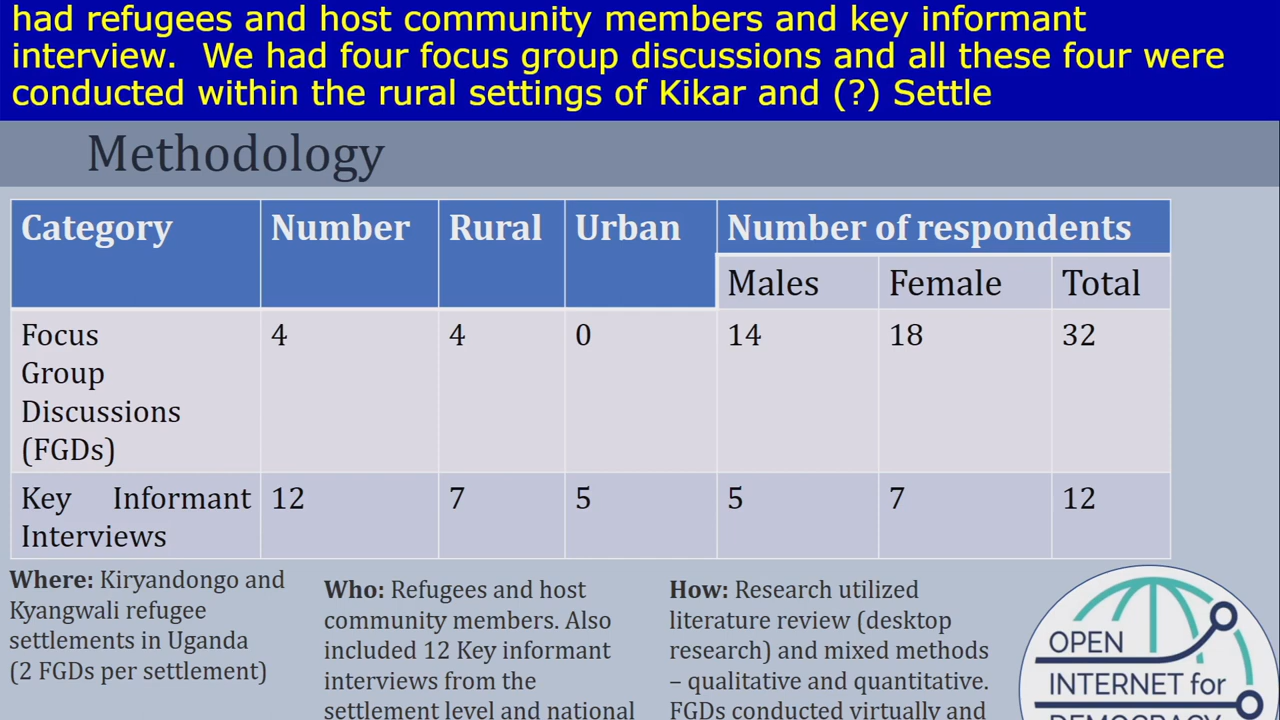 had refugees and host community members and key informant
interview.  We had four focus group discussions and all these four were
conducted within the rural settings of Kikar and (?) Settle
Methodology
Category Number Rural Urban Number of respondents
Males Female Total
Focus Group Discussions (FGDs) 4 4 0 14 18 32
Key Informant Interviews 12 7 5 5 7 12
Where: Kiryandongo and
Kyangwali refugee
settlements in Uganda
(2 FGDs per settlement)
Who: Refugees and host
community members. Also
included 12 Key informant
interviews from the
settlement level and national
How: Research utilized
literature review (desktop
research) and mixed methods
– qualitative and quantitative.
FGDs conducted virtually and
OPEN
INTERNET for
DEMOCRACY